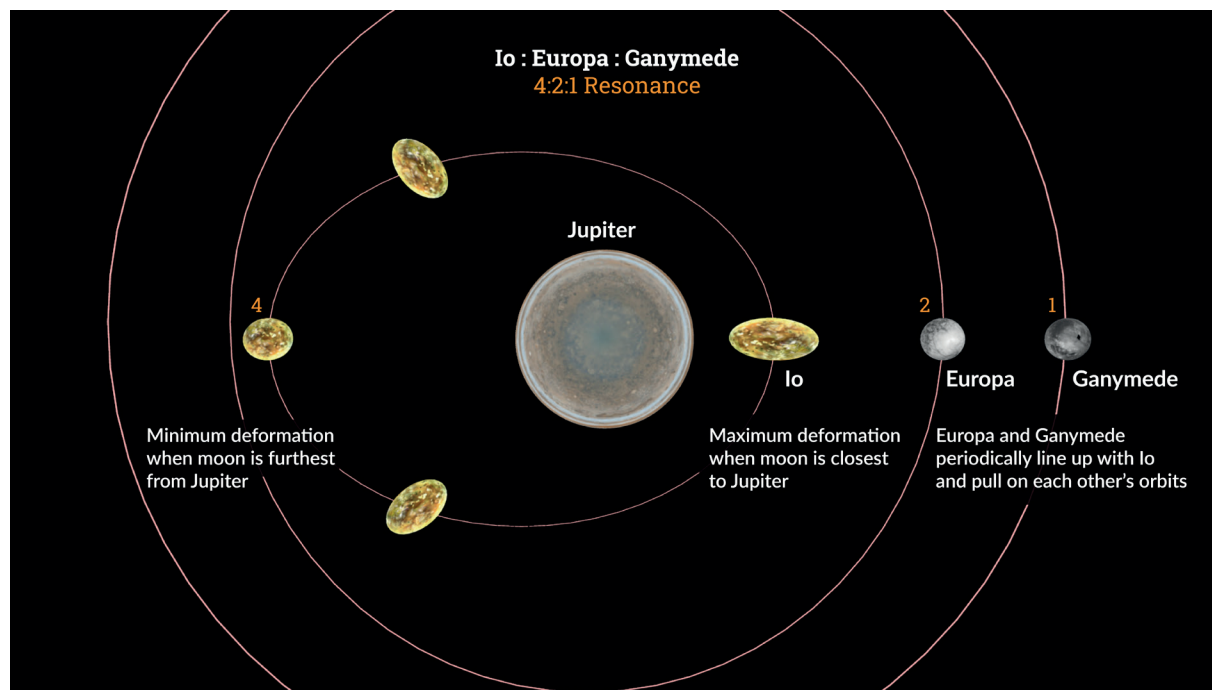 Io : Europa : Ganymede
4:2:1 Resonance
Jupiter
4
2
1
Io
Europa
Ganymede
Minimum deformation
when moon is furthest
from Jupiter
Maximum deformation
when moon is closest
to Jupiter
Europa and Ganymede
periodically line up with Io
and pull on each other’s orbits